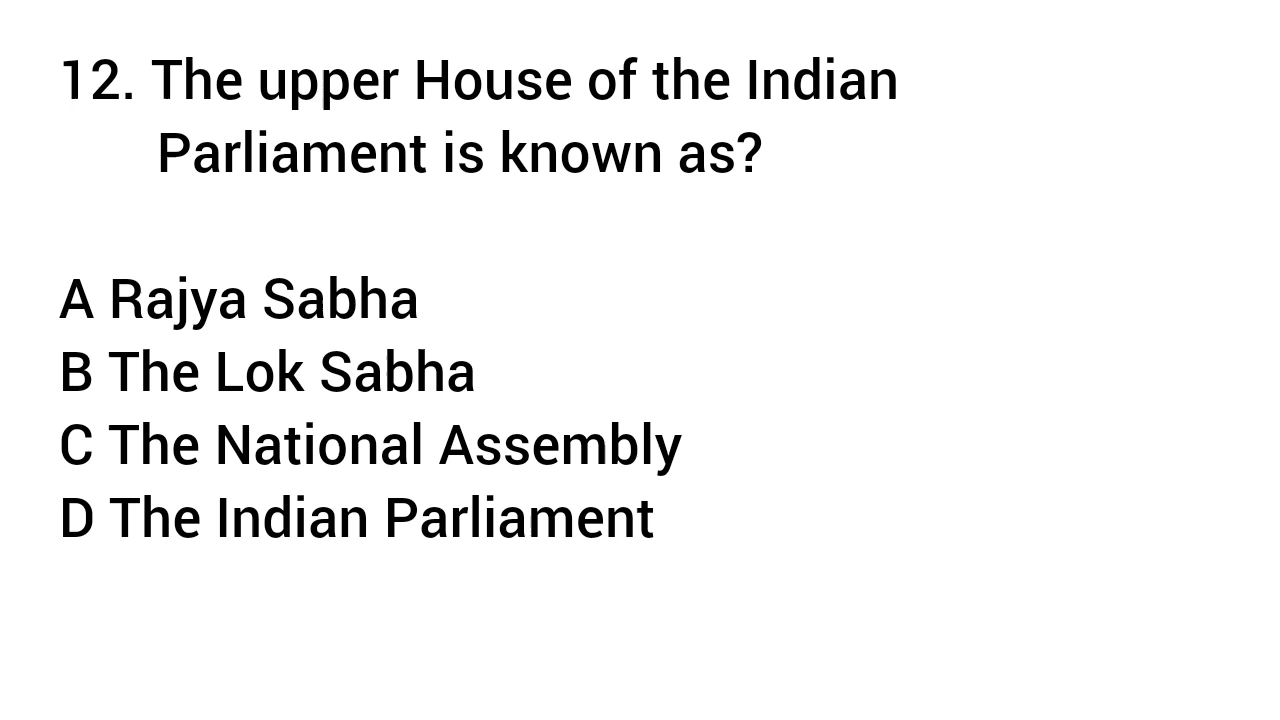 12. The upper House of the Indian
Parliament is known as?
A Rajya Sabha
B The Lok Sabha
C The National Assembly
D The Indian Parliament